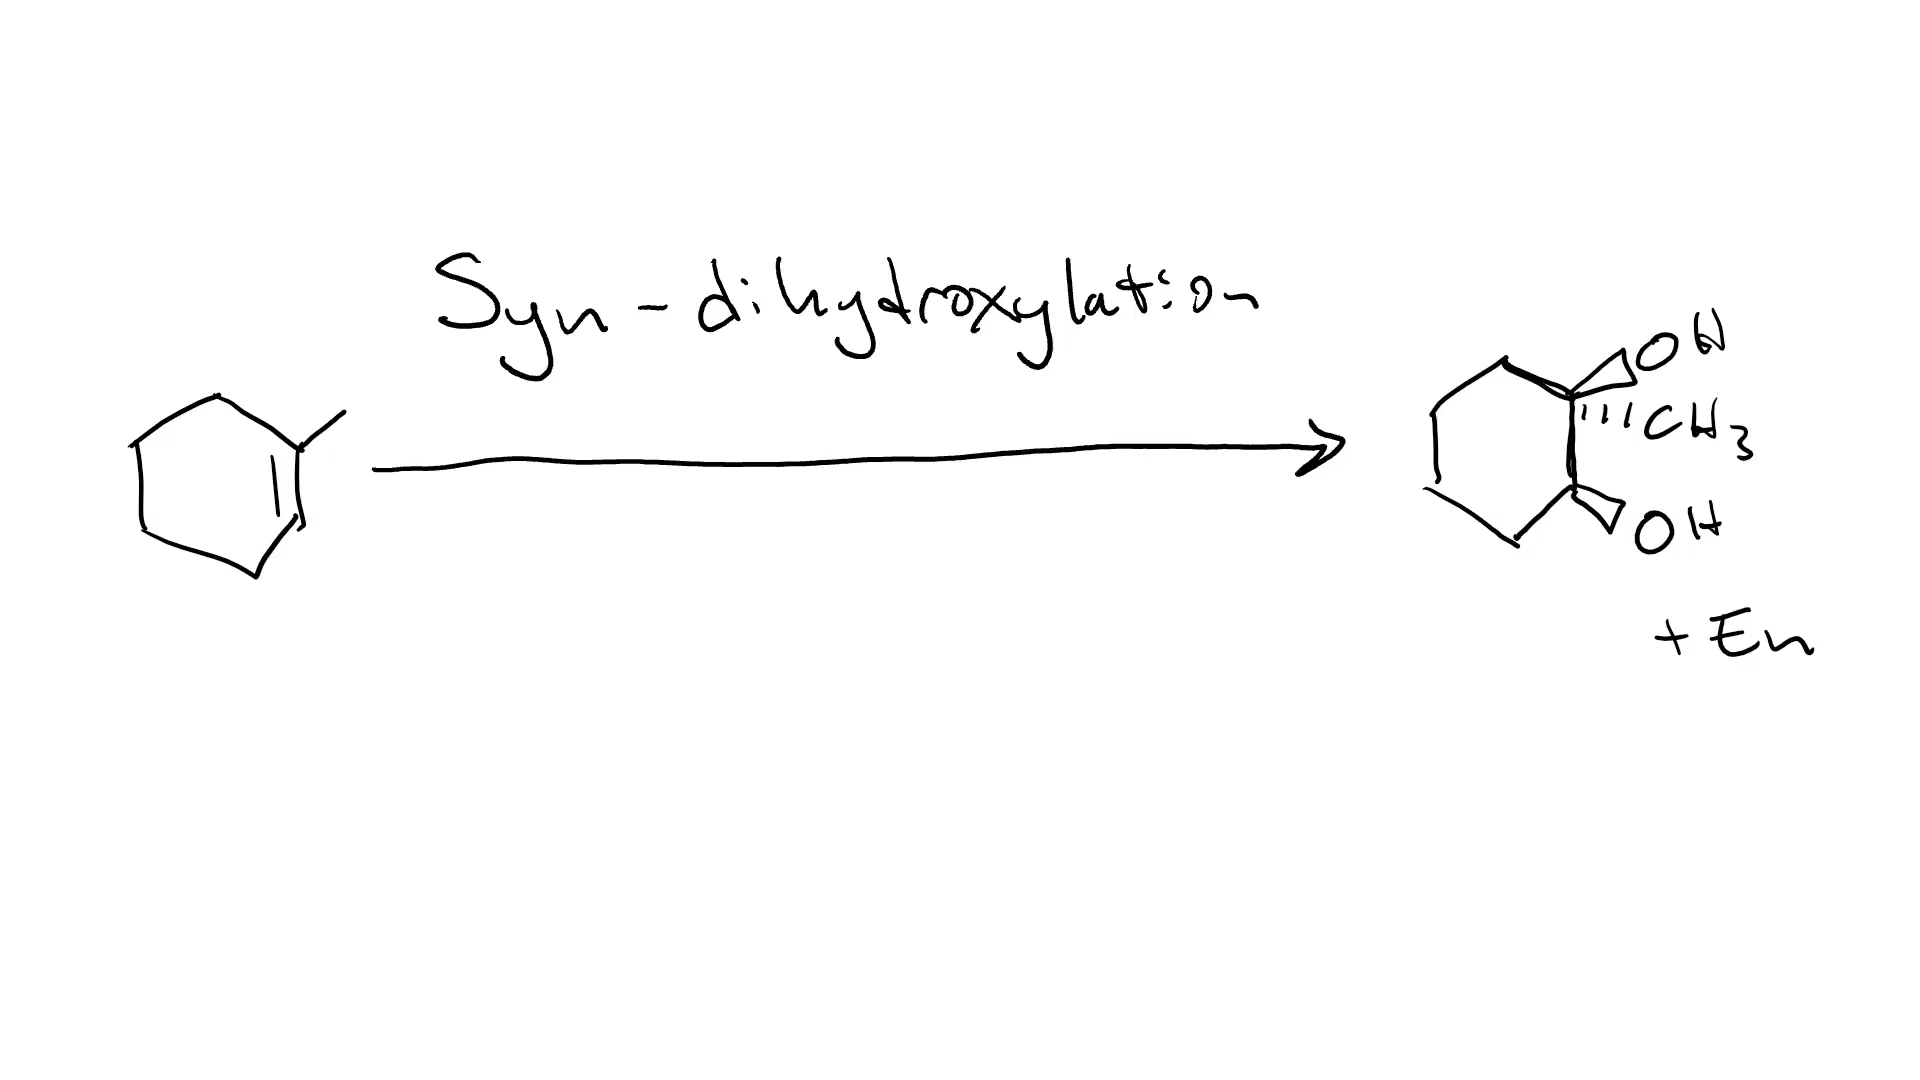 Syn-dihydroxylation
OH
CH3
OH
+ En